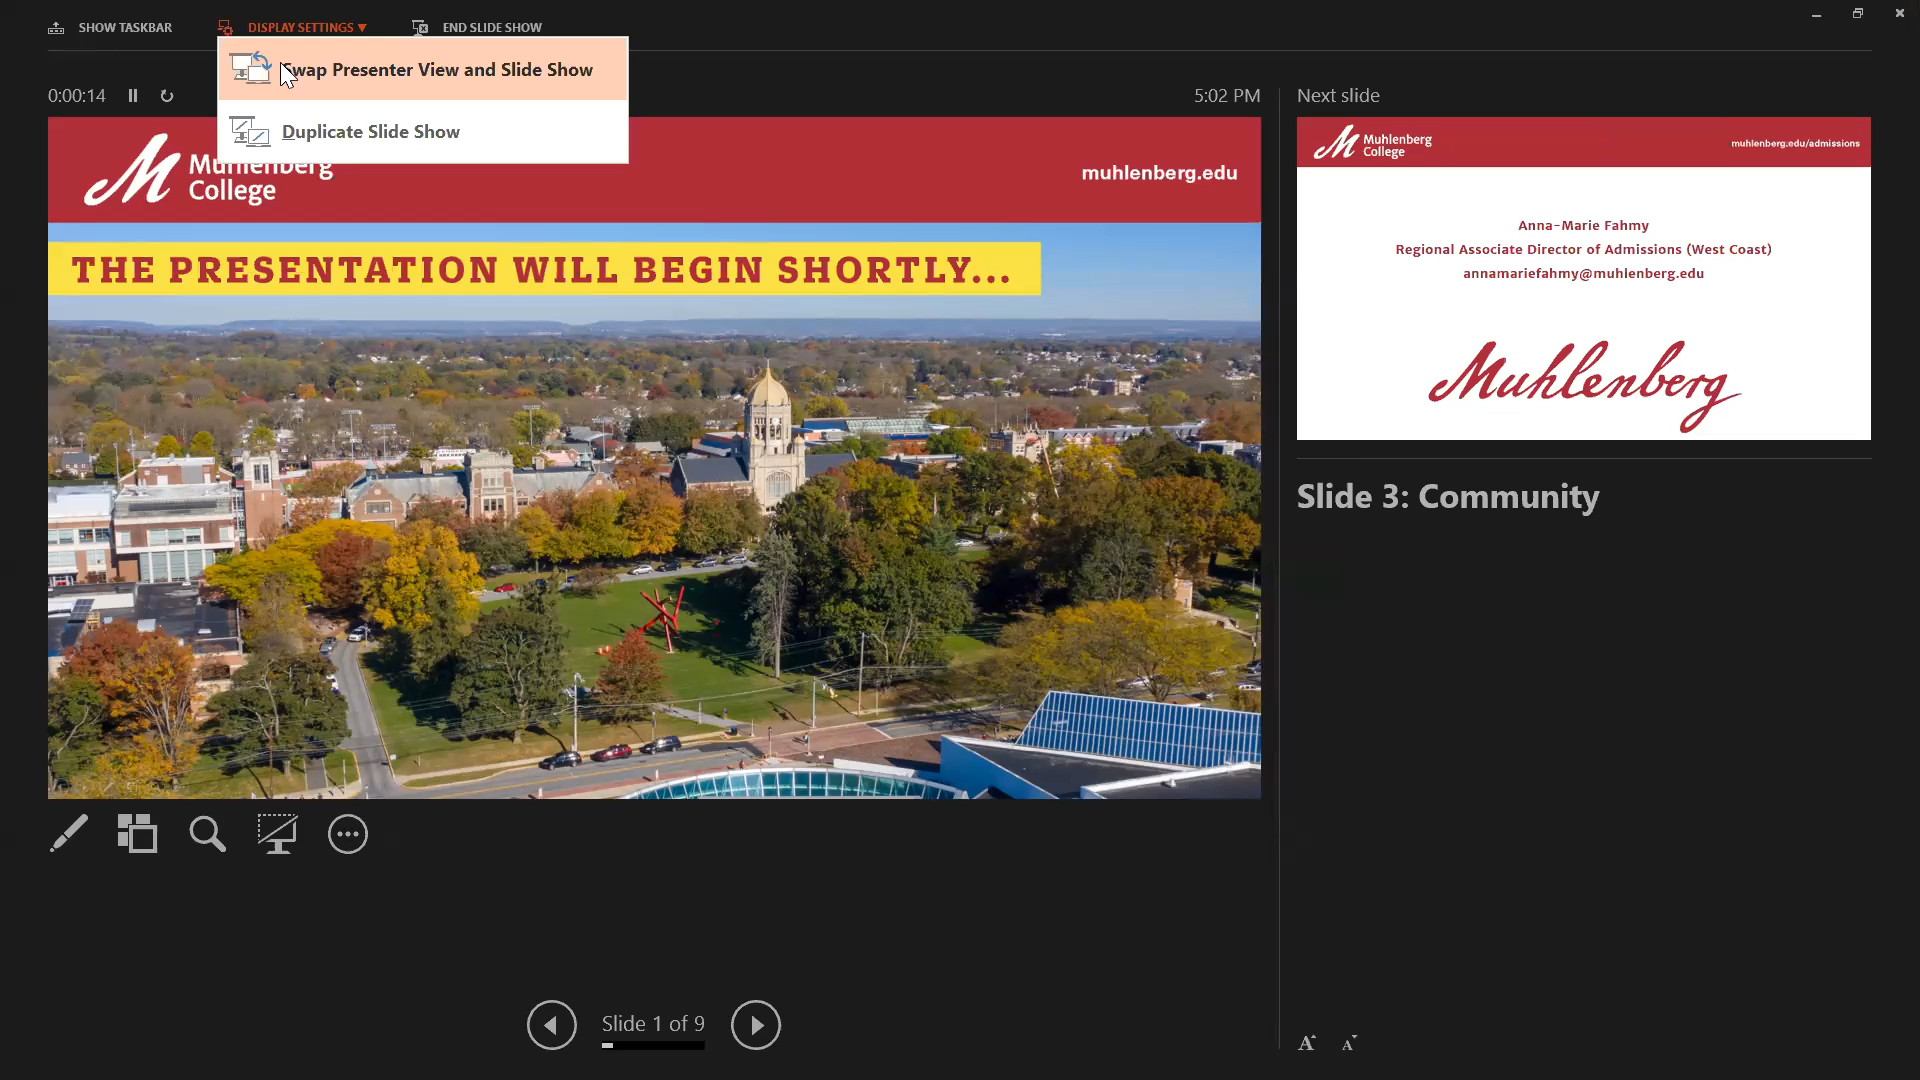 SHOW TASKBAR
DISPLAY SETTINGS
END SLIDE SHOW
Swap Presenter View and Slide Show
Duplicate Slide Show
0:00:14
5:02 PM
Muhlenberg
College
muhlenberg.edu
THE PRESENTATION WILL BEGIN SHORTLY...
Slide 1 of 9
Next slide
Muhlenberg
College
muhlenberg.edu/admissions
Anna-Marie Fahmy
Regional Associate Director of Admissions (West Coast)
annamariefahmy@muhlenberg.edu
Muhlenberg
Slide 3: Community
A A